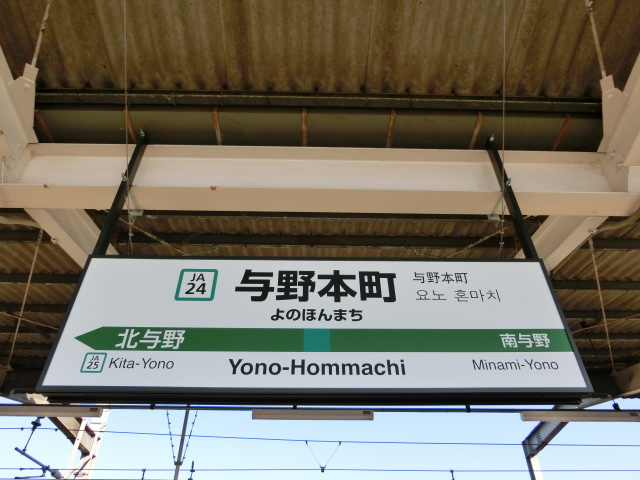 JA
24
与野本町
与野本町
요노 혼마치
よのほんまち
北与野
南与野
JA
25
Kita-Yono
Yono-Hommachi
Minami-Yono